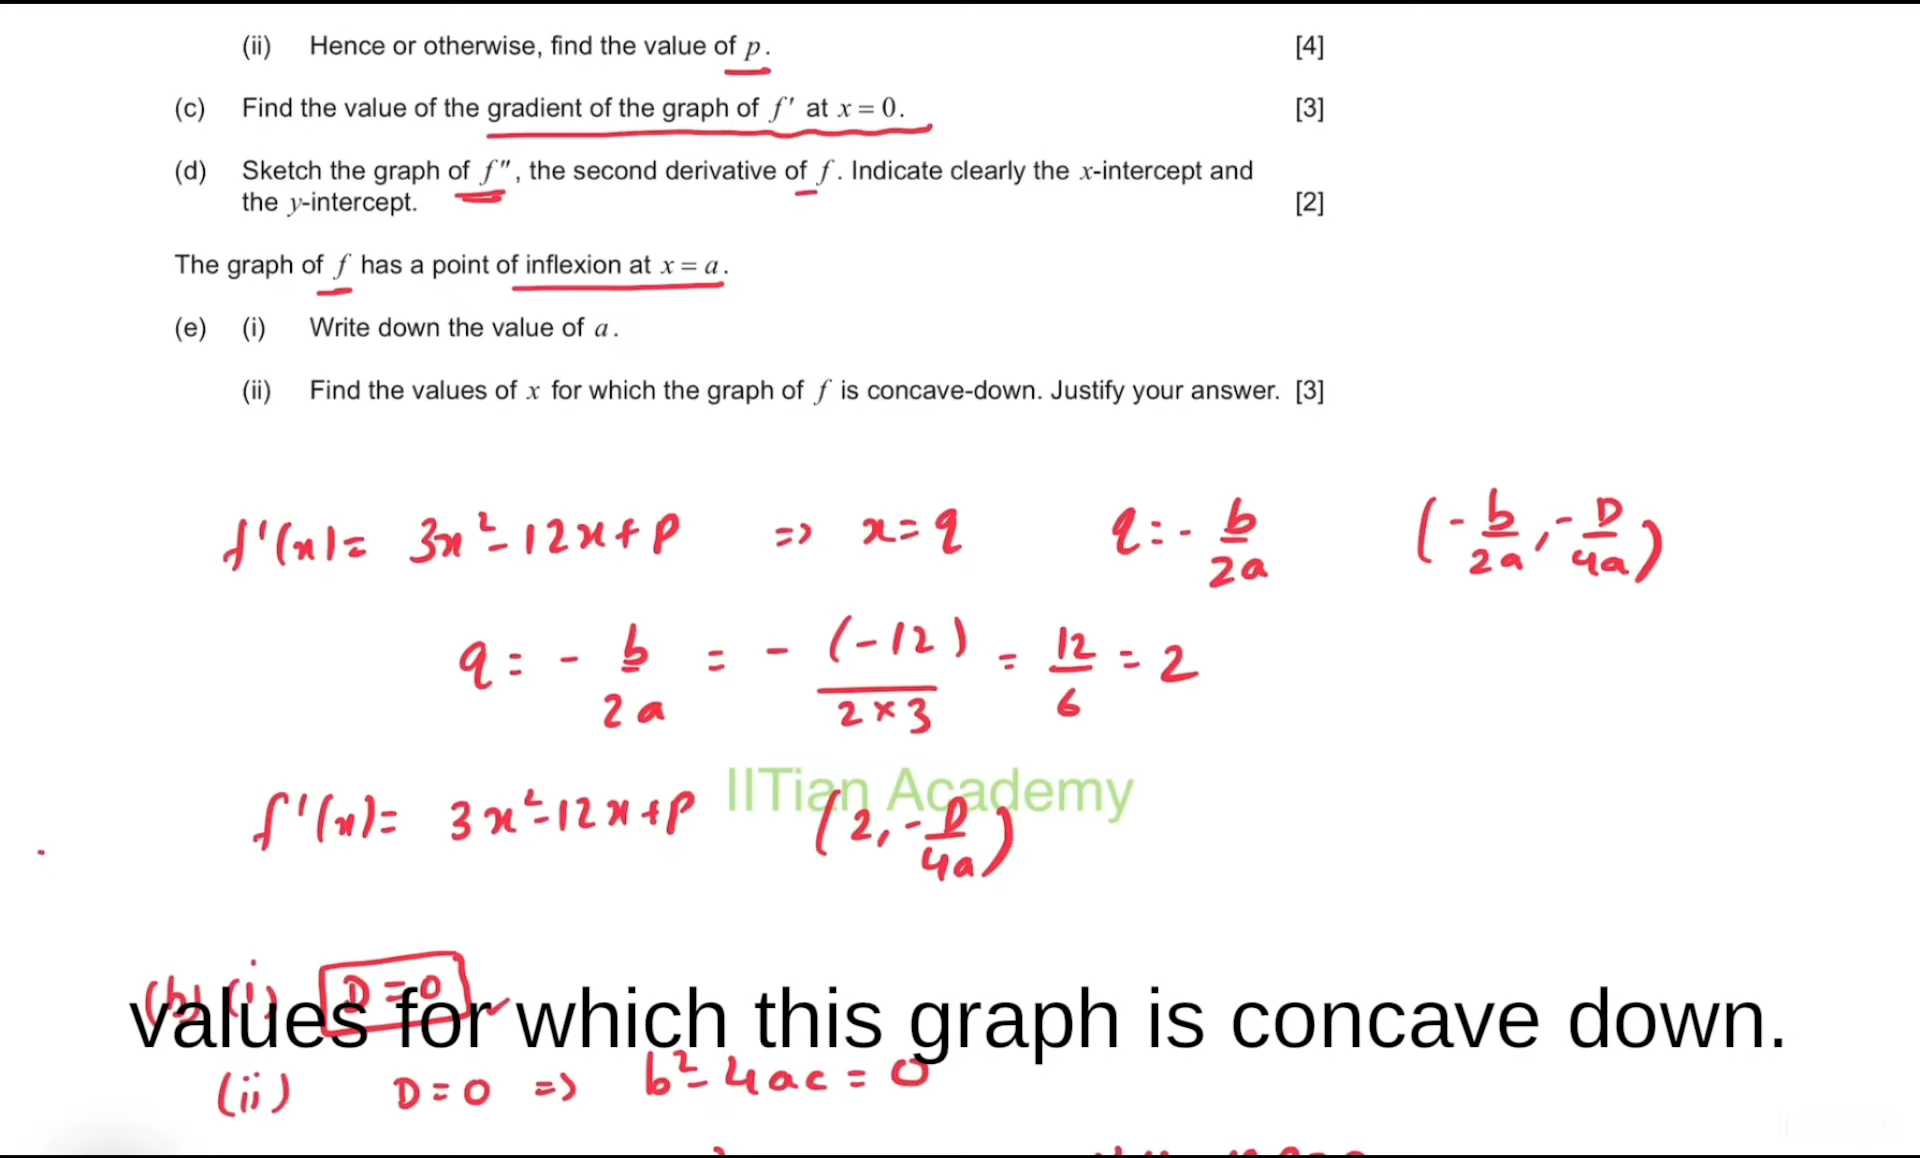 (ii) Hence or otherwise, find the value of p. [4]
(c) Find the value of the gradient of the graph of f′ at x = 0. [3]
(d) Sketch the graph of f″, the second derivative of f. Indicate clearly the x-intercept and
the y-intercept. [2]
The graph of f has a point of inflexion at x = a.
(e) (i) Write down the value of a.
(ii) Find the values of x for which the graph of f is concave-down. Justify your answer. [3]
f'(x) = 3x² - 12x + p => x = q q = - b/2a (- b/2a, - D/4a)
q = - b/2a = - (-12)/2×3 = 12/6 = 2
IITian Academy
f'(x) = 3x² - 12x + p (2, - D/4a)
(b) (i) D = 0
values for which this graph is concave down.
(ii) D = 0 => b² - 4ac = 0